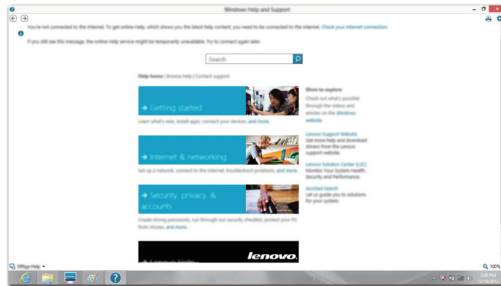 Windows Help and Support
You're not connected to the Internet. To get online Help, which shows you the latest help content, you need to be connected to the Internet. Check your Internet connection.
If you still see this message, the online Help service might be temporarily unavailable. Try to connect again later.
Search
Help home | Browse help | Contact support
Getting started
Learn what's new, install apps, connect your devices, and more.
Internet & networking
Set up a network, connect to the Internet, troubleshoot problems, and more.
Security, privacy, &
accounts
Create strong passwords, run through our security checklist, protect your PC
from viruses, and more.
lenovo
More to explore
Check out what's possible
through the videos and
articles on the Windows
website.
Lenovo Support Website
Get more help and download
drivers from the Lenovo
support website.
Lenovo Solution Center (LSC)
Monitor Your System Health,
Security and Performance.
Assisted Search
Let us guide you to solutions
for your system.
Offline Help
100%